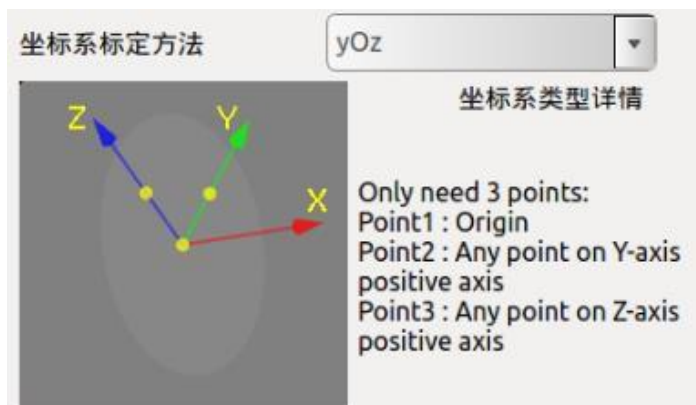 坐标系标定方法
yOz
坐标系类型详情
Z
Y
X
Only need 3 points:
Point1 : Origin
Point2 : Any point on Y-axis
positive axis
Point3 : Any point on Z-axis
positive axis